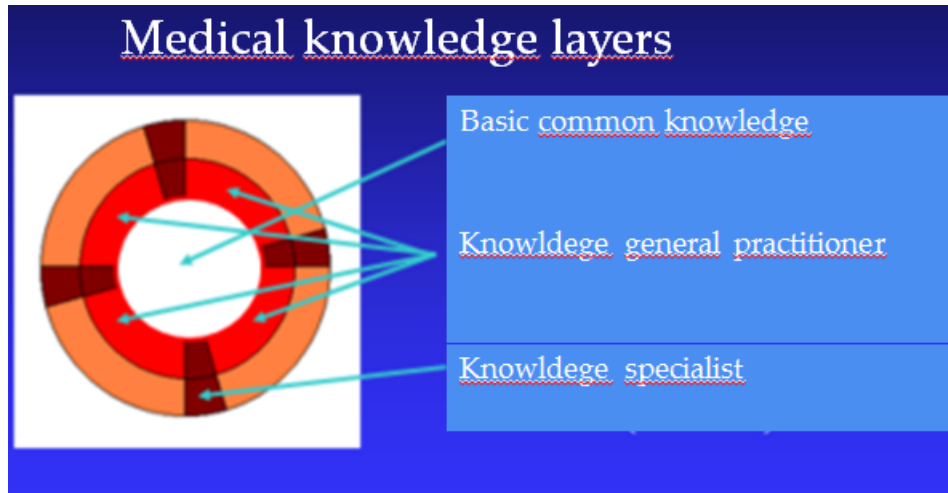 Medical knowledge layers
Basic common knowledge
Knowldege general practitioner
Knowldege specialist